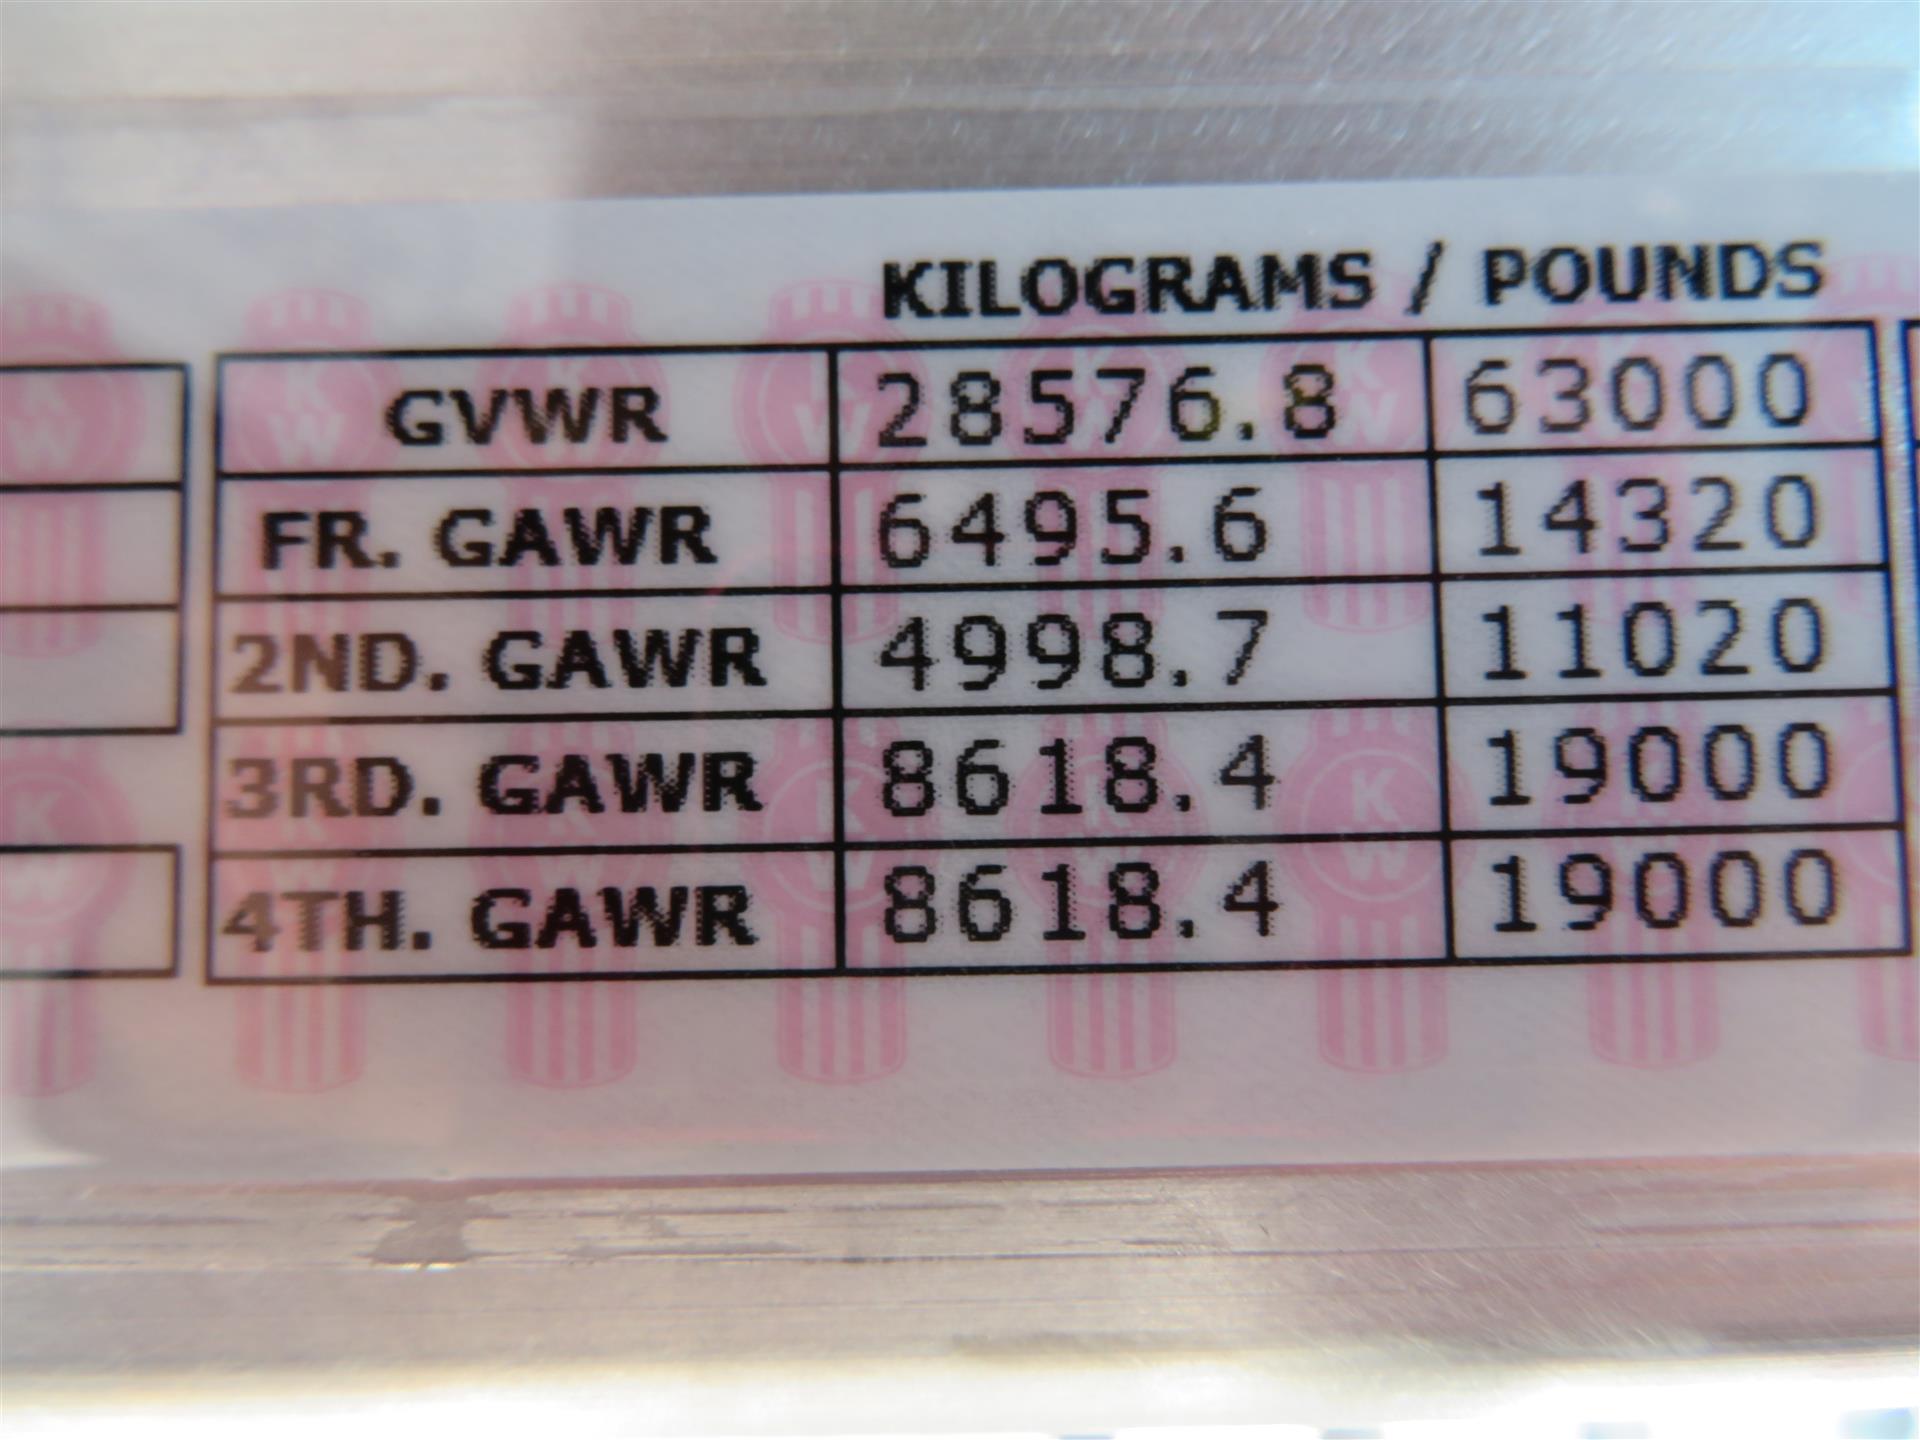 KILOGRAMS / POUNDS
GVWR 28576.8 63000
FR. GAWR 6495.6 14320
2ND. GAWR 4998.7 11020
3RD. GAWR 8618.4 19000
4TH. GAWR 8618.4 19000